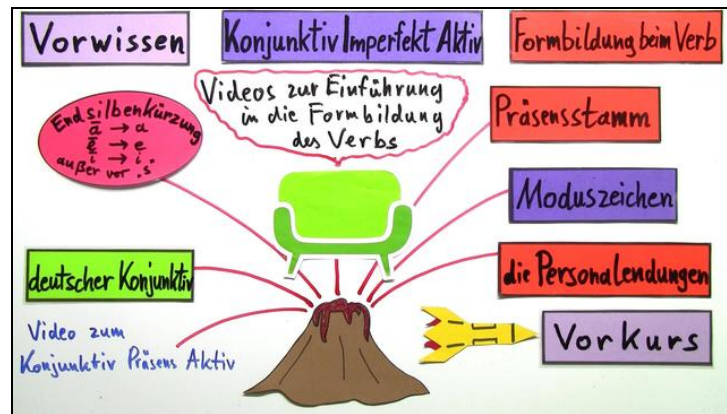 Vorwissen
Konjunktiv Imperfekt Aktiv
Formbildung beim Verb
Videos zur Einführung
in die Formbildung
des Verbs
Endsilbenkürzung
ā → a
ē → e
ī → i
außer vor „s"
Präsensstamm
Moduszeichen
deutscher Konjunktiv
die Personalendungen
Video zum
Konjunktiv Präsens Aktiv
Vorkurs